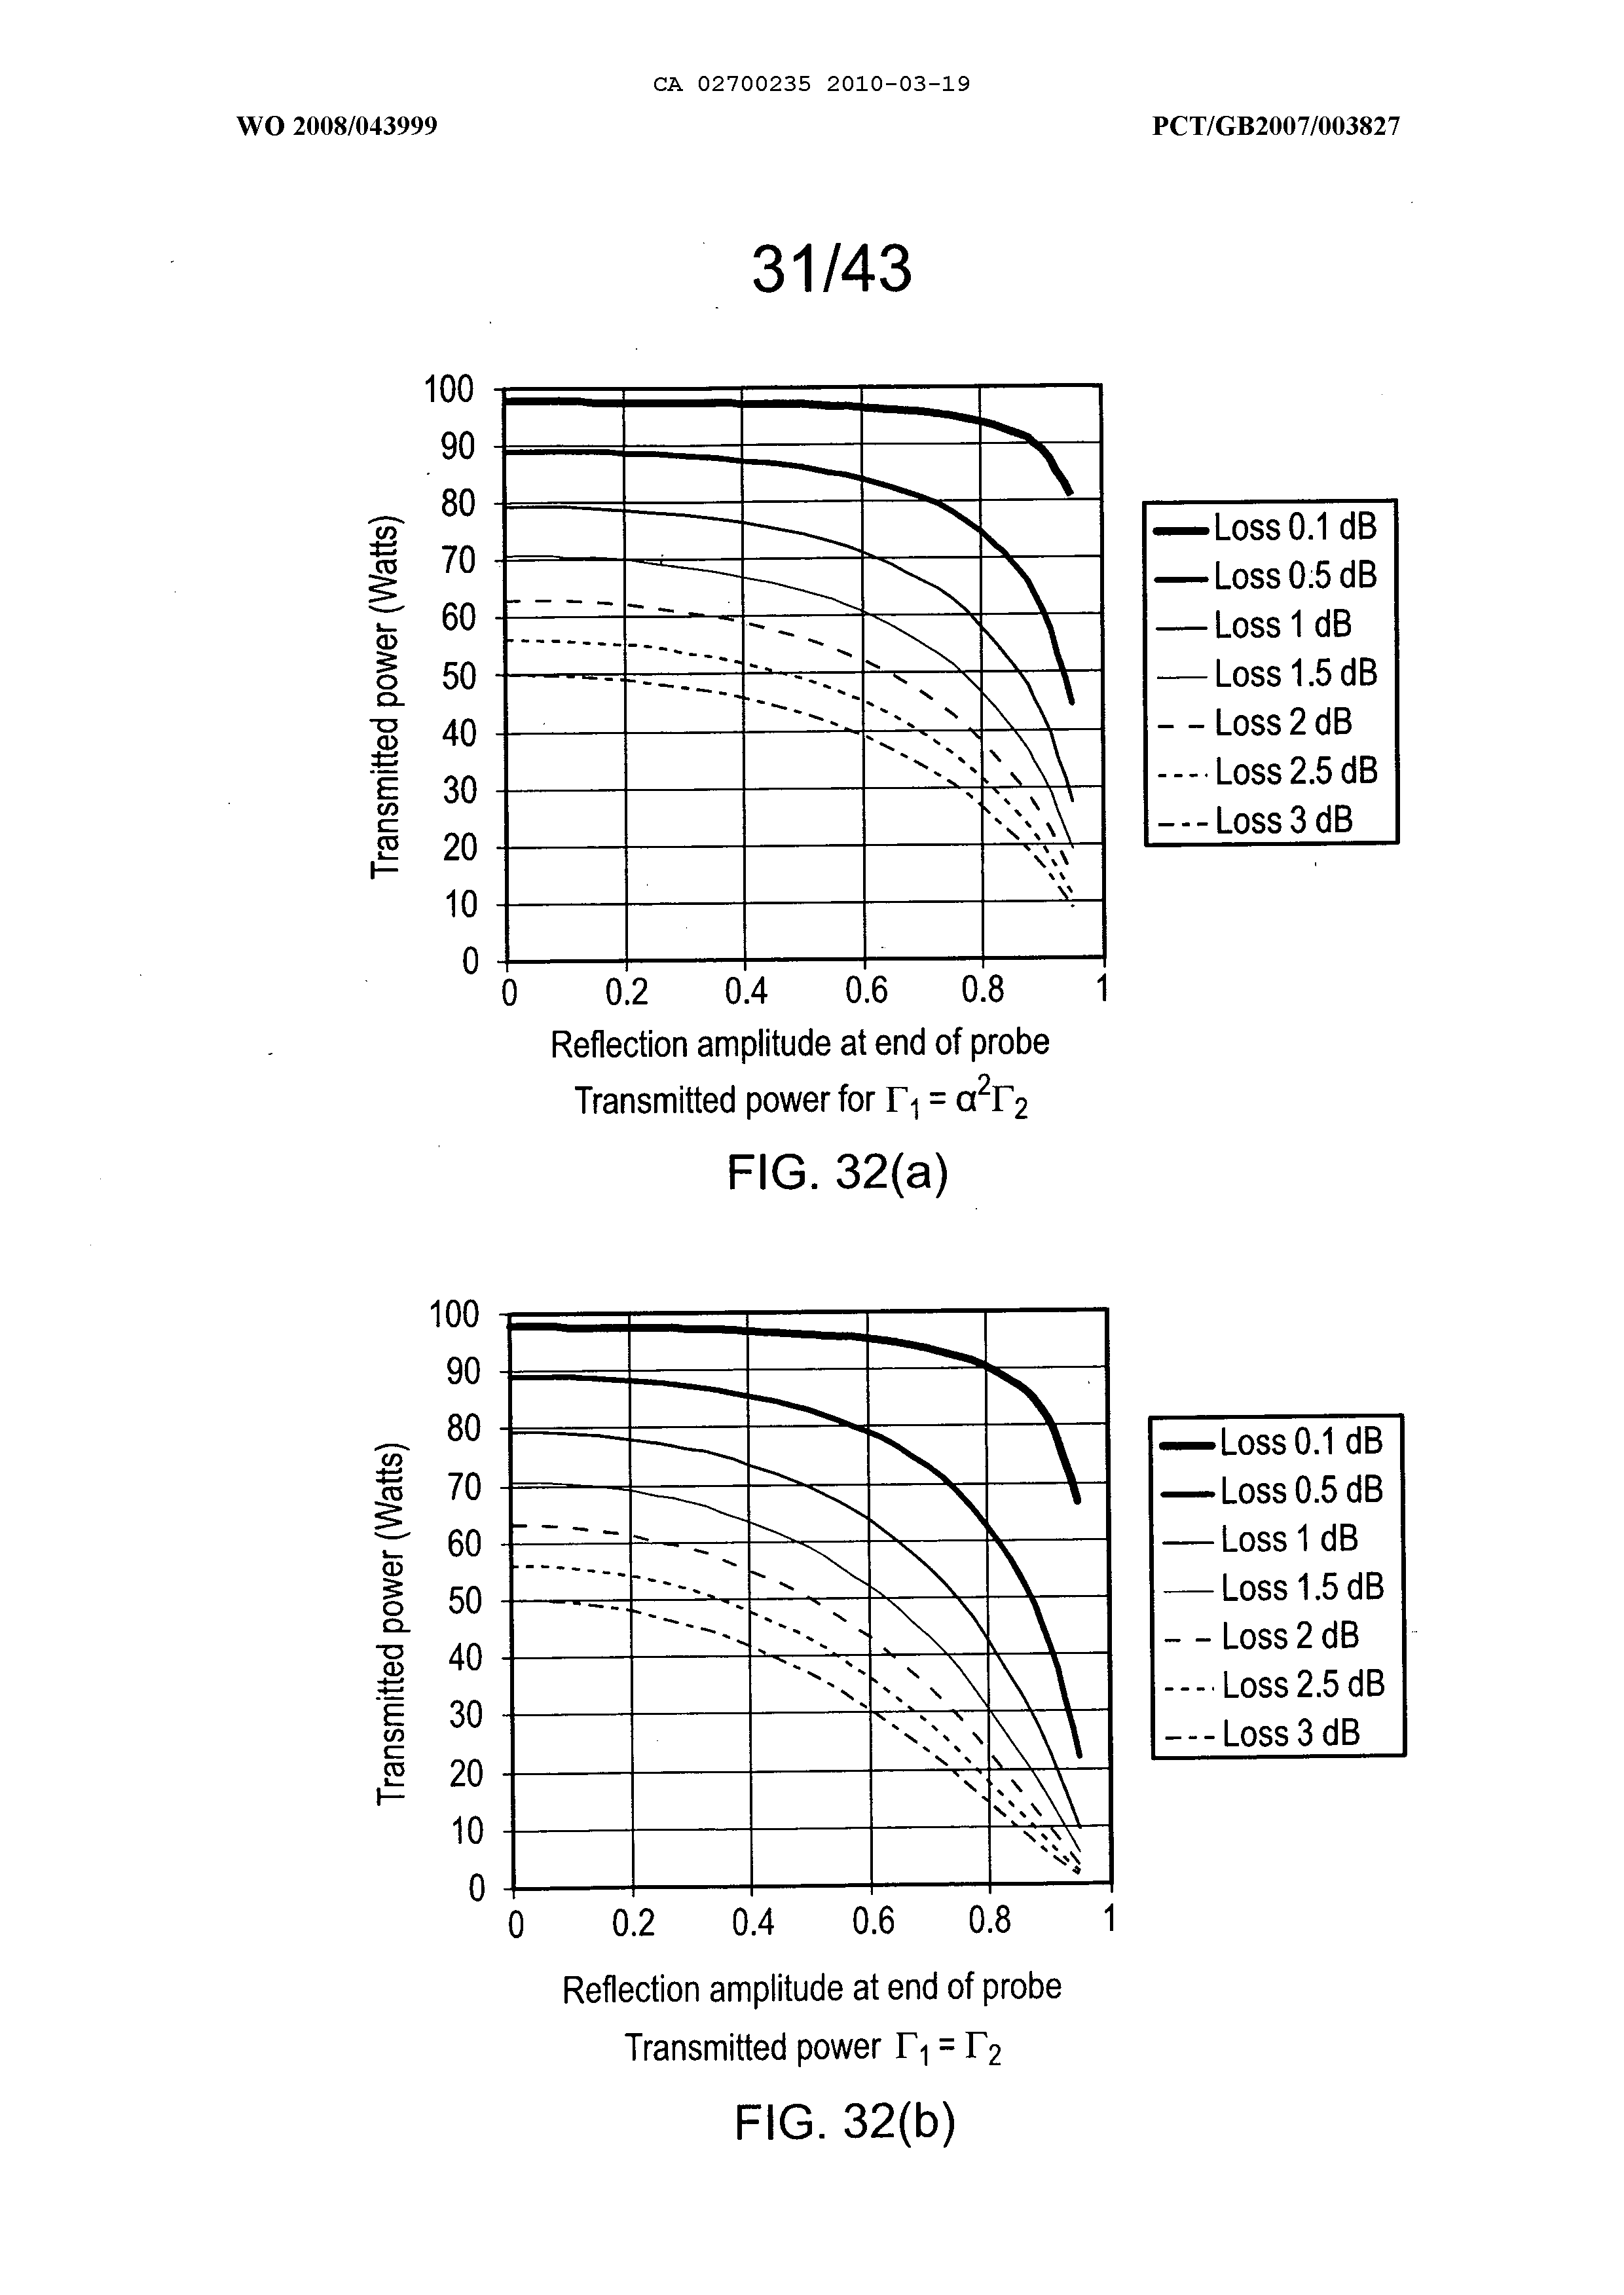 CA 02700235 2010-03-19
WO 2008/043999
PCT/GB2007/003827
31/43
100
90
80
70
60
50
40
30
20
10
0
Transmitted power (Watts)
0 0.2 0.4 0.6 0.8 1
Reflection amplitude at end of probe
Transmitted power for Γ1 = α²Γ2
Loss 0.1 dB
Loss 0.5 dB
Loss 1 dB
Loss 1.5 dB
Loss 2 dB
Loss 2.5 dB
Loss 3 dB
FIG. 32(a)
100
90
80
70
60
50
40
30
20
10
0
Transmitted power (Watts)
0 0.2 0.4 0.6 0.8 1
Reflection amplitude at end of probe
Transmitted power Γ1 = Γ2
Loss 0.1 dB
Loss 0.5 dB
Loss 1 dB
Loss 1.5 dB
Loss 2 dB
Loss 2.5 dB
Loss 3 dB
FIG. 32(b)